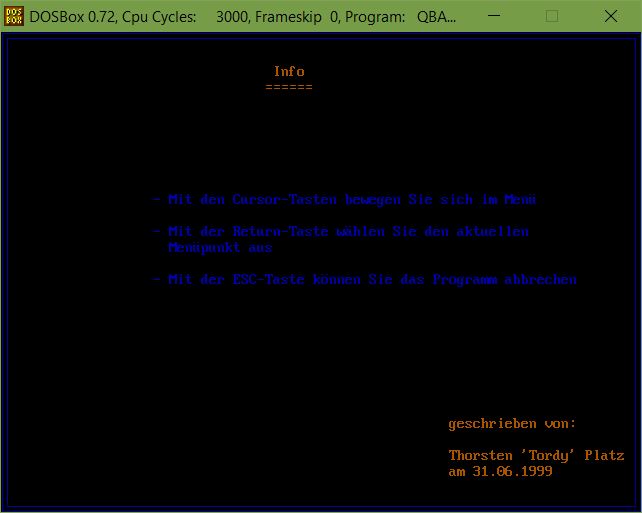 DOSBox 0.72, Cpu Cycles: 3000, Frameskip 0, Program: QBA...
Info
======
- Mit den Cursor-Tasten bewegen Sie sich im Menü
- Mit der Return-Taste wählen Sie den aktuellen
Menüpunkt aus
- Mit der ESC-Taste können Sie das Programm abbrechen
geschrieben von:
Thorsten 'Tordy' Platz
am 31.06.1999